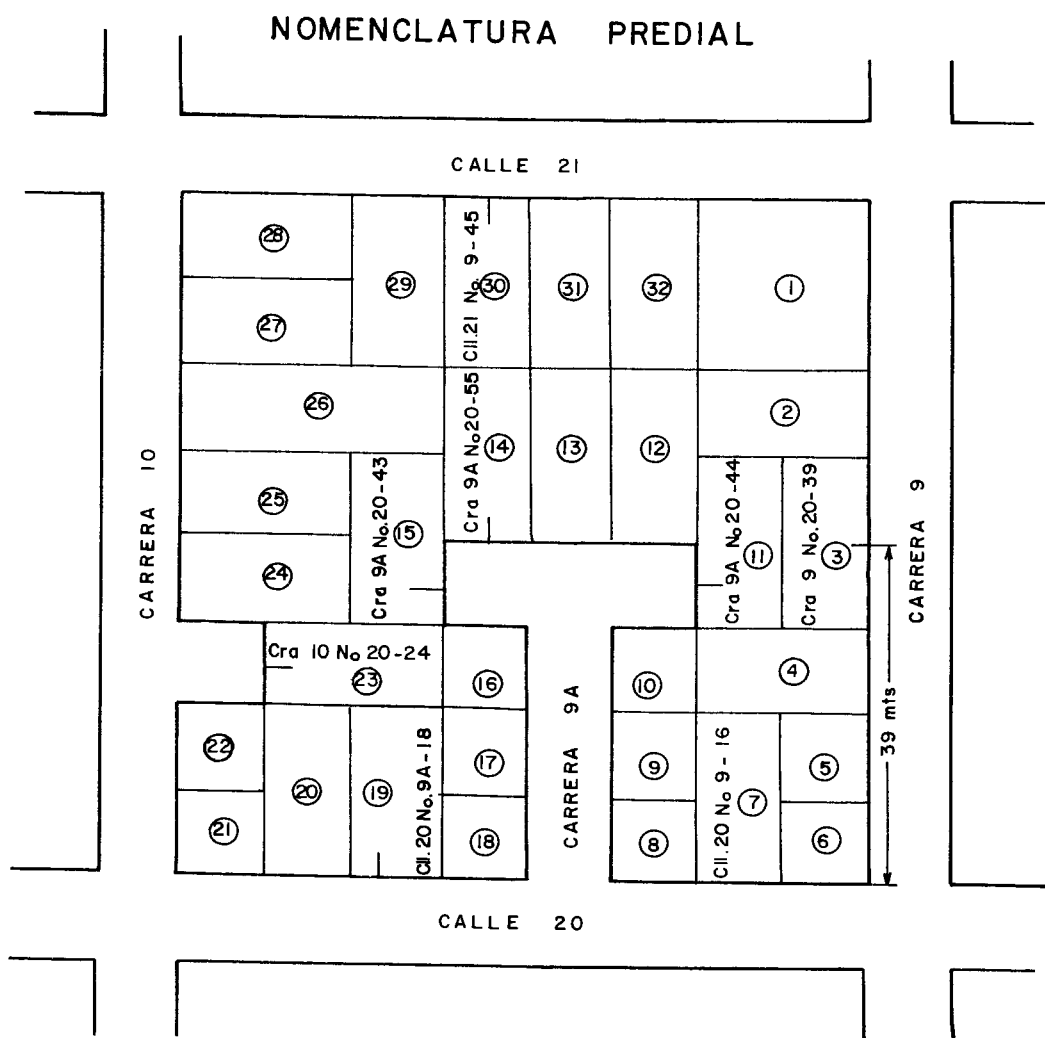 NOMENCLATURA PREDIAL
CALLE 21
28
29
Cll.21 No. 9-45
30
31
32
1
27
26
Cra 9A No 20-55
14
13
12
2
CARRERA 10
25
Cra 9A No.20-43
15
Cra 9A No.20-44
11
Cra 9 No.20-39
3
CARRERA 9
24
Cra 10 No 20-24
23
16
CARRERA 9A
10
4
39 mts
22
20
19
Cll.20 No.9A-18
17
9
Cll.20 No 9-16
7
5
21
18
8
6
CALLE 20